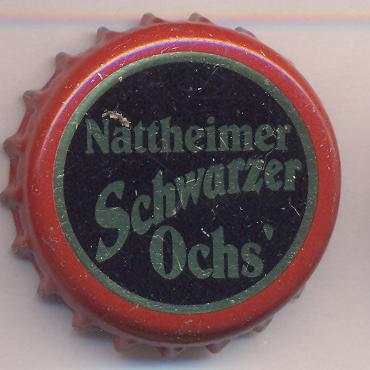 Nattheimer
Schwarzer
Ochs'